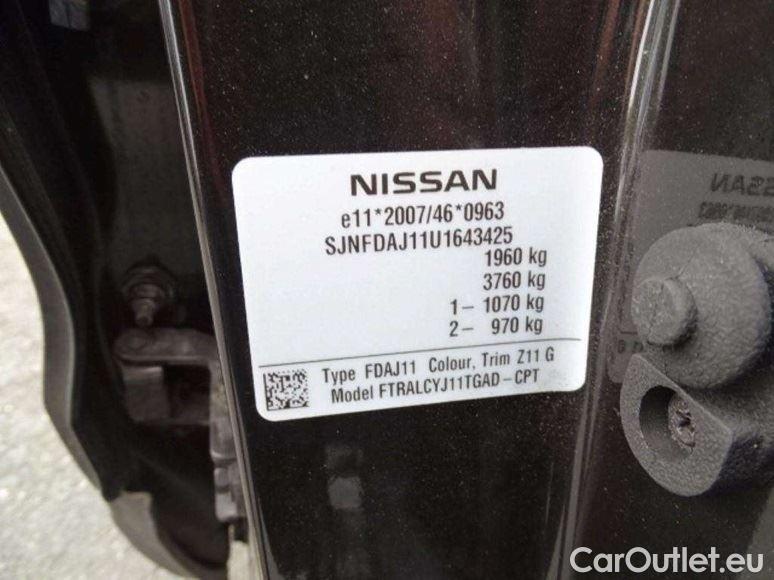 NISSAN
e11*2007/46*0963
SJNFDAJ11U1643425
1960 kg
3760 kg
1– 1070 kg
2– 970 kg
Type FDAJ11 Colour, Trim Z11 G
Model FTRALCYJ11TGAD–CPT
NISSAN
CarOutlet.eu